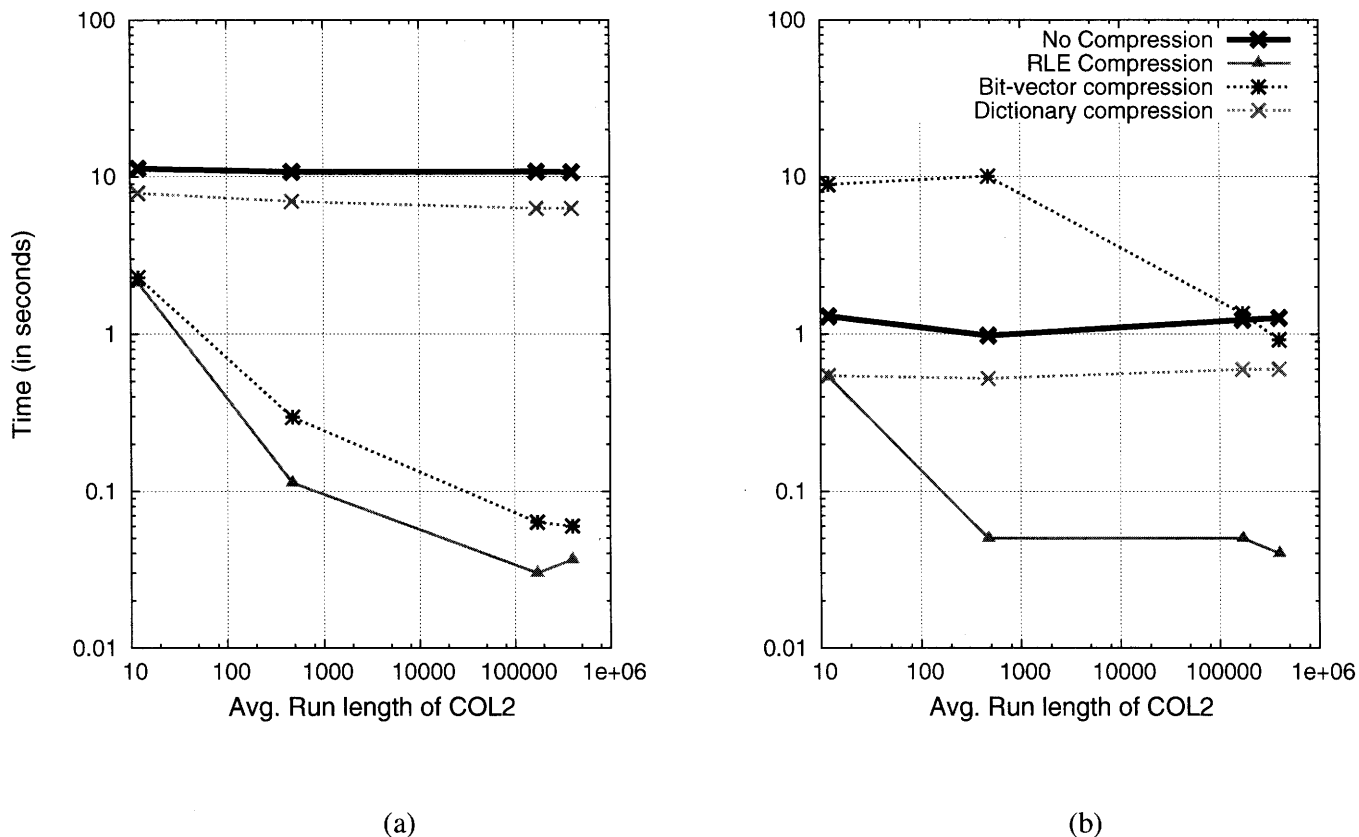 100
10
1
0.1
0.01
Time (in seconds)
10 100 1000 10000 100000 1e+06
Avg. Run length of COL2
(a)
100
10
1
0.1
0.01
No Compression
RLE Compression
Bit-vector compression
Dictionary compression
10 100 1000 10000 100000 1e+06
Avg. Run length of COL2
(b)